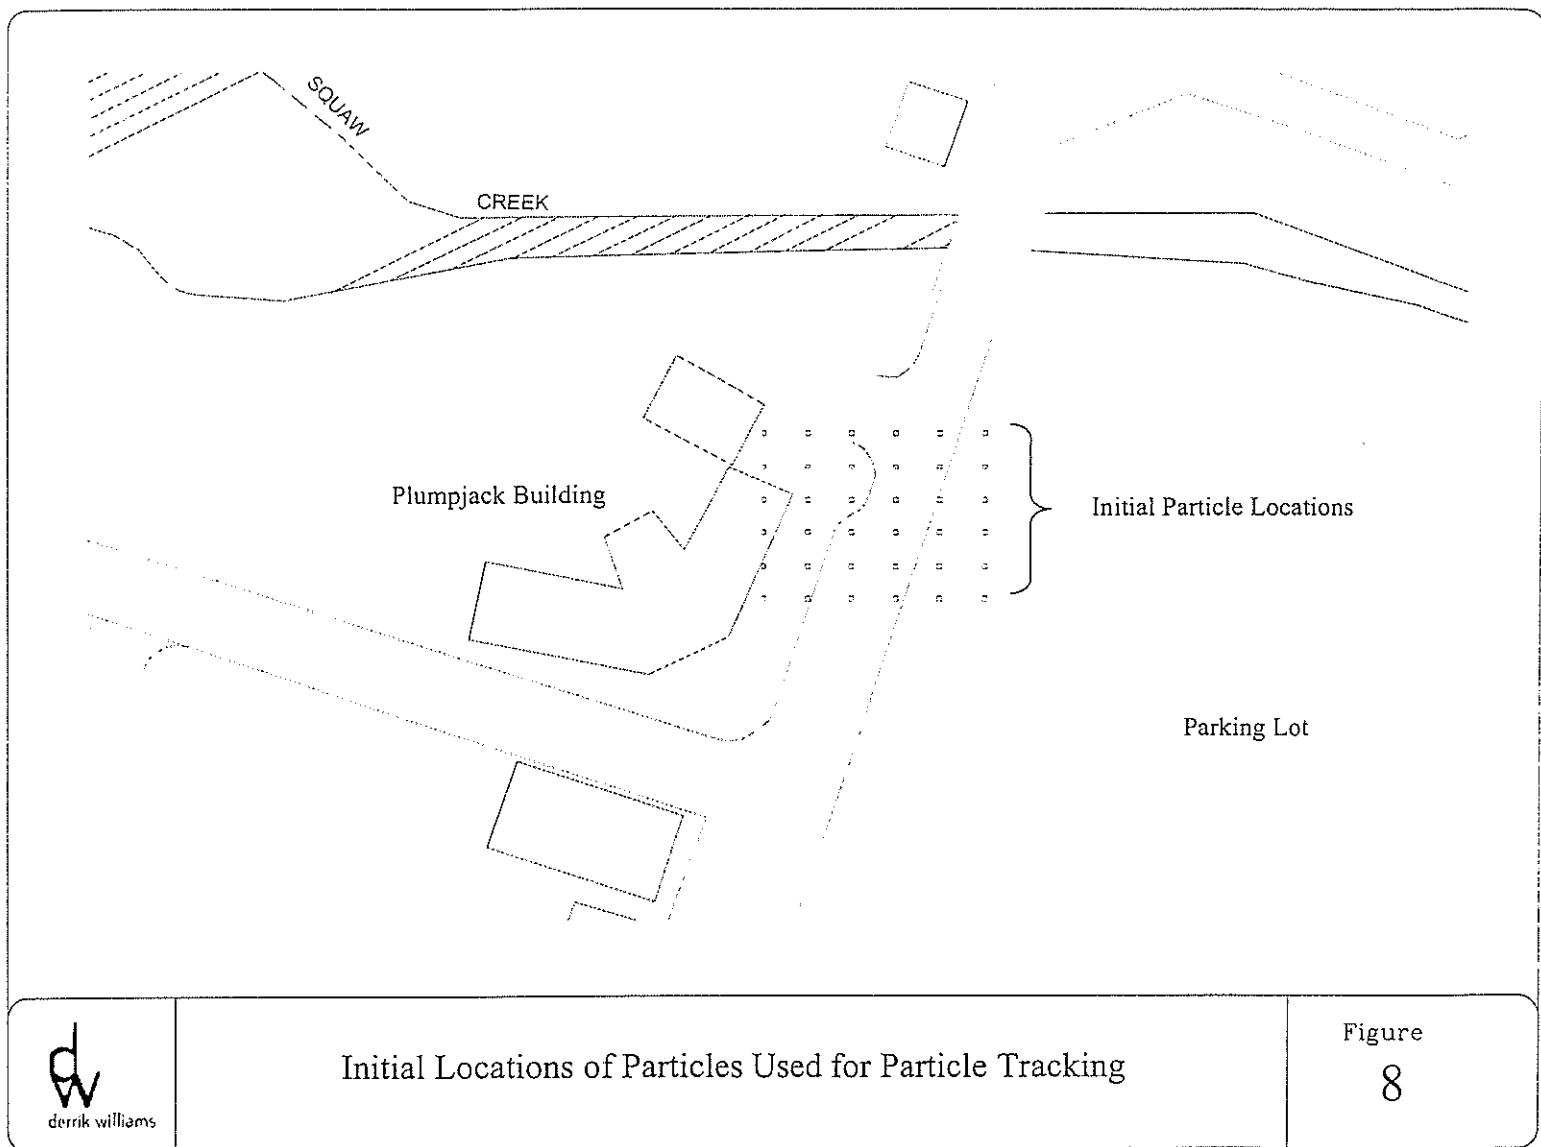 SQUAW
CREEK
Plumpjack Building
Initial Particle Locations
Parking Lot
dw
derrik williams
Initial Locations of Particles Used for Particle Tracking
Figure
8